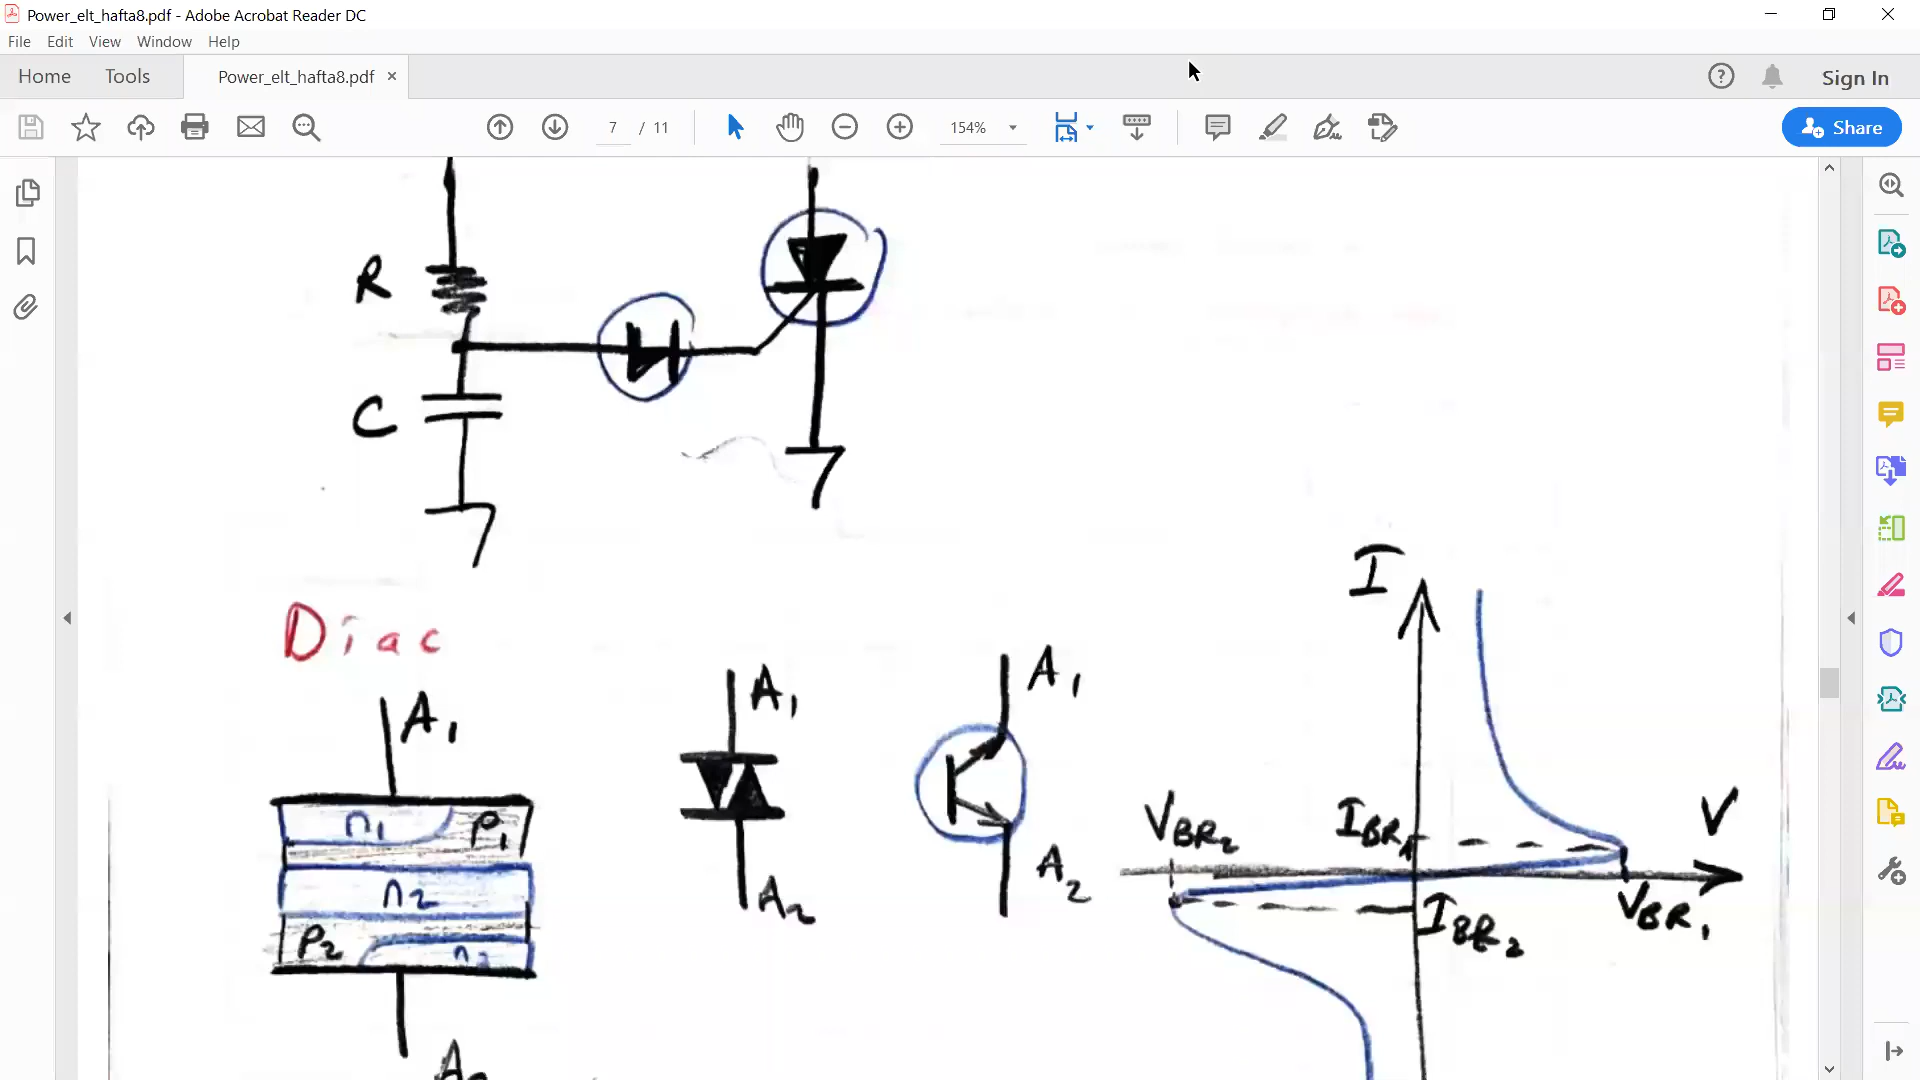 Power_elt_hafta8.pdf - Adobe Acrobat Reader DC
File Edit View Window Help
Home Tools Power_elt_hafta8.pdf ×
Sign In
7 / 11
154%
Share
R
C
Diac
I
A1
A1
A1
n1 P1
VBR2
IBR1
V
n2
A2
A2
VBR1
IBR2
P2